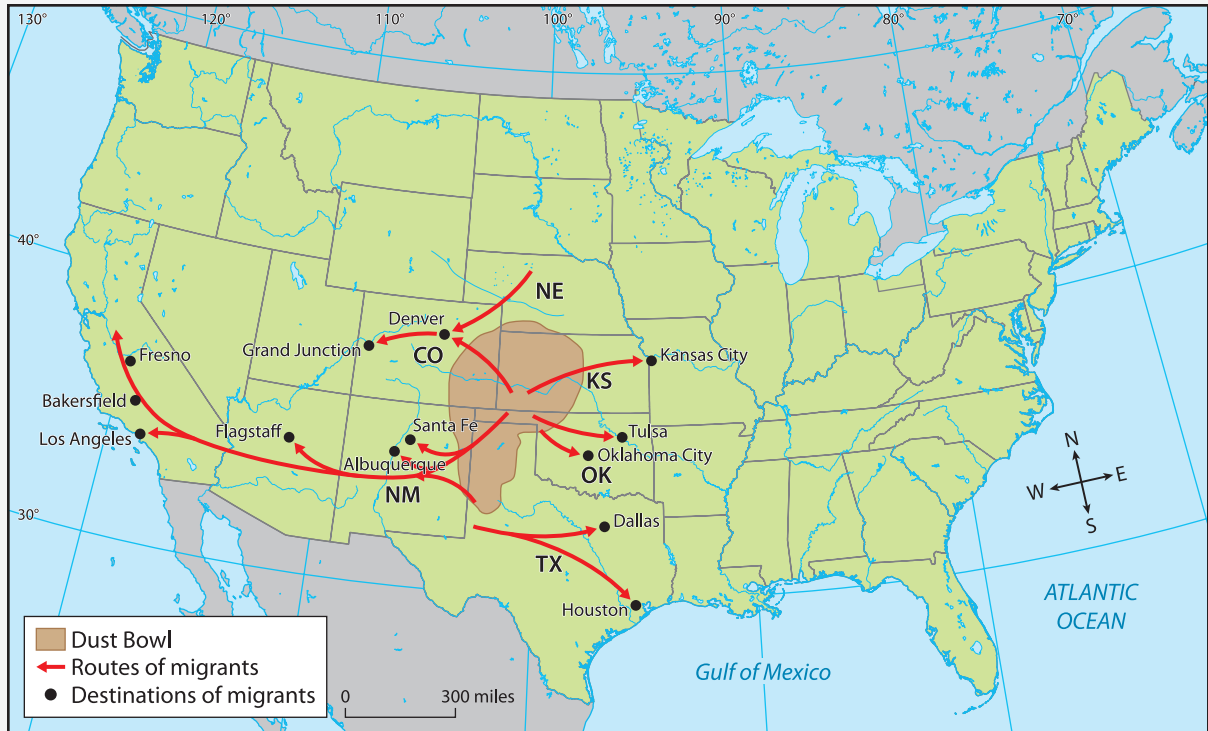 130°
120°
110°
100°
90°
80°
70°
40°
30°
NE
Denver
Grand Junction
CO
Fresno
KS
Kansas City
Bakersfield
Los Angeles
Flagstaff
Santa Fe
Albuquerque
NM
Tulsa
Oklahoma City
OK
Dallas
TX
Houston
N
W
E
S
ATLANTIC
OCEAN
Gulf of Mexico
Dust Bowl
Routes of migrants
Destinations of migrants
0 300 miles